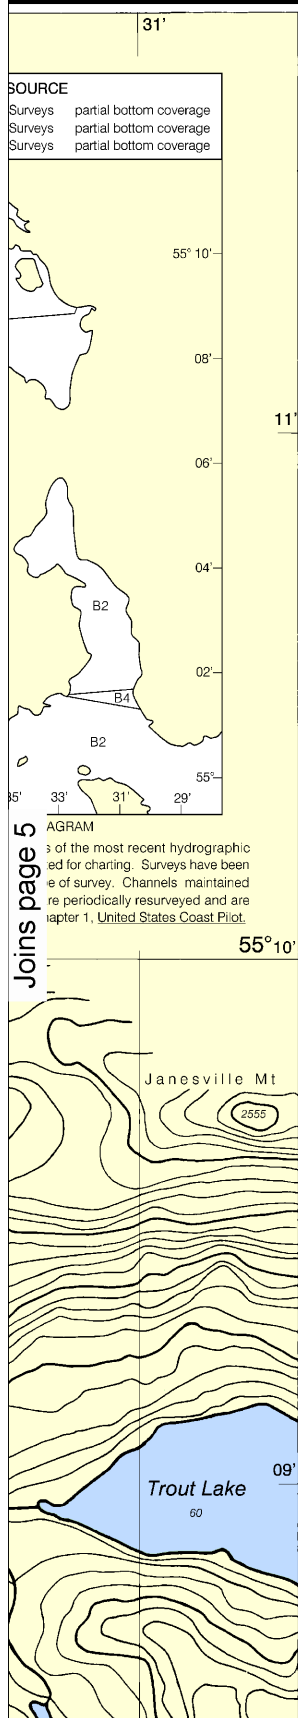 31'
SOURCE
Surveys partial bottom coverage
Surveys partial bottom coverage
Surveys partial bottom coverage
55° 10'
08'
11'
06'
04'
B2
02'
B4
B2
55°
35' 33' 31' 29'
Joins page 5
AGRAM
s of the most recent hydrographic
ted for charting. Surveys have been
e of survey. Channels maintained
are periodically resurveyed and are
hapter 1, United States Coast Pilot.
55°10'
Janesville Mt
2555
09'
Trout Lake
60